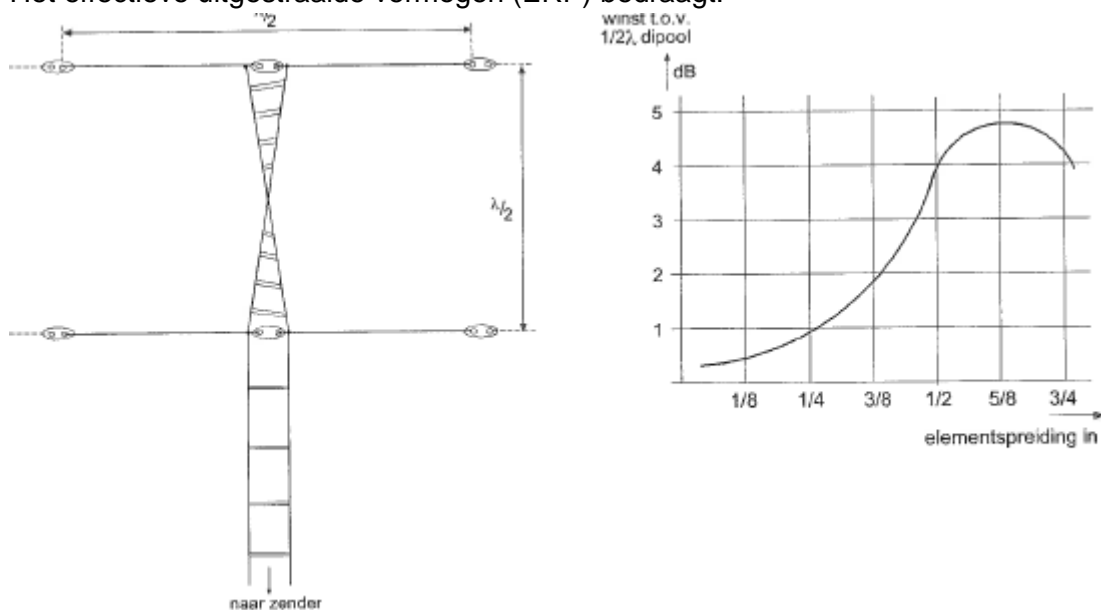 Het effectieve uitgestraalde vermogen (ERP) bedraagt:
λ/2
λ/2
naar zender
winst t.o.v.
1/2λ dipool
dB
5
4
3
2
1
1/8 1/4 3/8 1/2 5/8 3/4
elementspreiding in